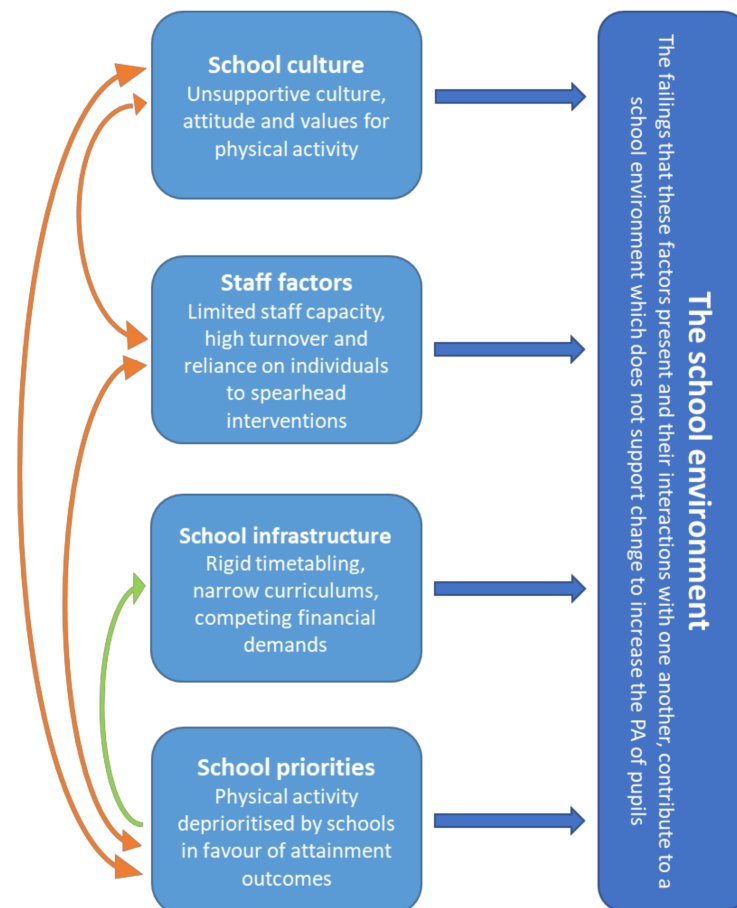 School culture
Unsupportive culture,
attitude and values for
physical activity
Staff factors
Limited staff capacity,
high turnover and
reliance on individuals
to spearhead
interventions
School infrastructure
Rigid timetabling,
narrow curriculums,
competing financial
demands
School priorities
Physical activity
deprioritised by schools
in favour of attainment
outcomes
The school environment
The failings that these factors present and their interactions with one another, contribute to a
school environment which does not support change to increase the PA of pupils